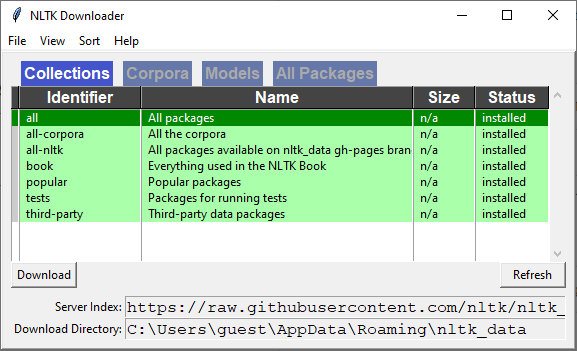 NLTK Downloader
File View Sort Help
Collections Corpora Models All Packages
Identifier Name Size Status
all All packages n/a installed
all-corpora All the corpora n/a installed
all-nltk All packages available on nltk_data gh-pages bran n/a installed
book Everything used in the NLTK Book n/a installed
popular Popular packages n/a installed
tests Packages for running tests n/a installed
third-party Third-party data packages n/a installed
Download Refresh
Server Index: https://raw.githubusercontent.com/nltk/nltk_
Download Directory: C:\Users\guest\AppData\Roaming\nltk_data